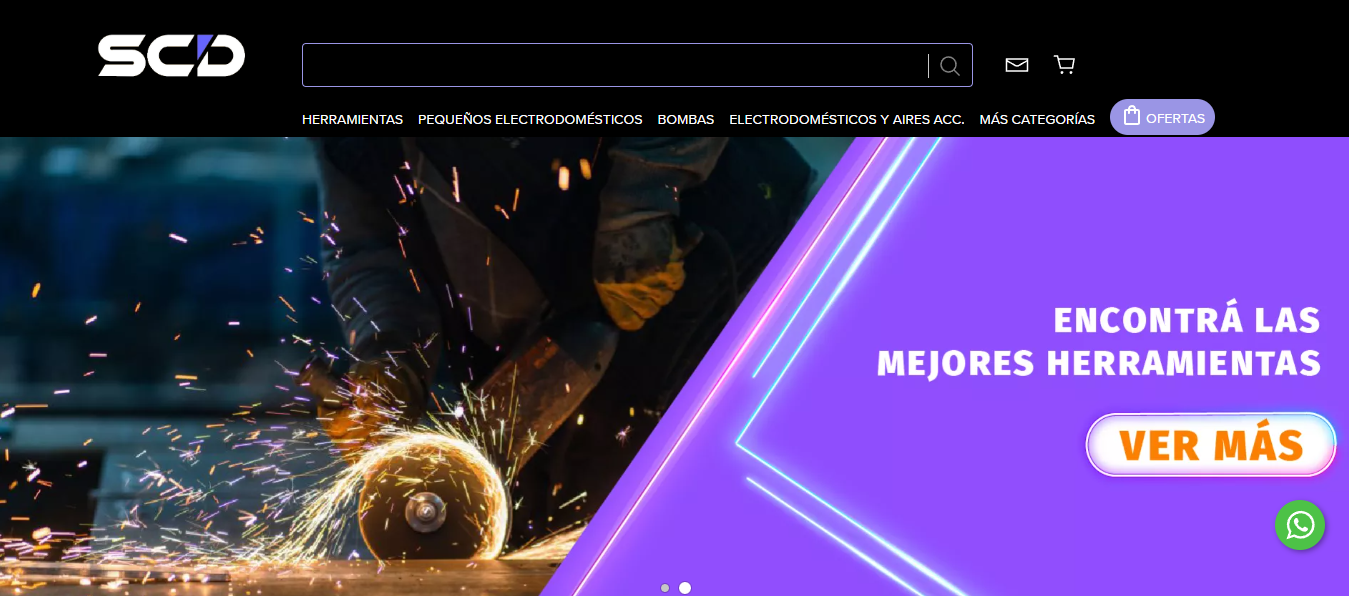 SCD
HERRAMIENTAS PEQUEÑOS ELECTRODOMÉSTICOS BOMBAS ELECTRODOMÉSTICOS Y AIRES ACC. MÁS CATEGORÍAS OFERTAS
ENCONTRÁ LAS
MEJORES HERRAMIENTAS
VER MÁS